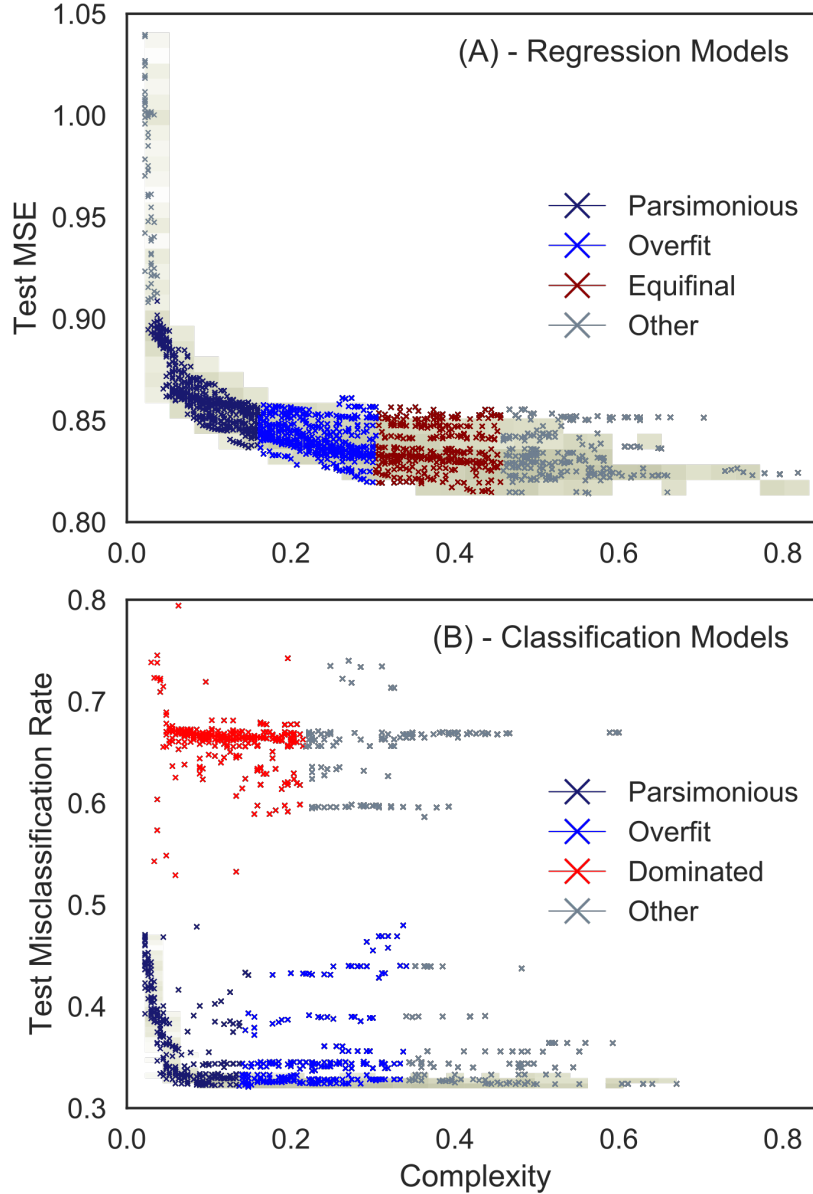 (A) - Regression Models
Test MSE
1.05
1.00
0.95
0.90
0.85
0.80
Parsimonious
Overfit
Equifinal
Other
0.0 0.2 0.4 0.6 0.8
(B) - Classification Models
Test Misclassification Rate
0.8
0.7
0.6
0.5
0.4
0.3
Parsimonious
Overfit
Dominated
Other
0.0 0.2 0.4 0.6 0.8
Complexity